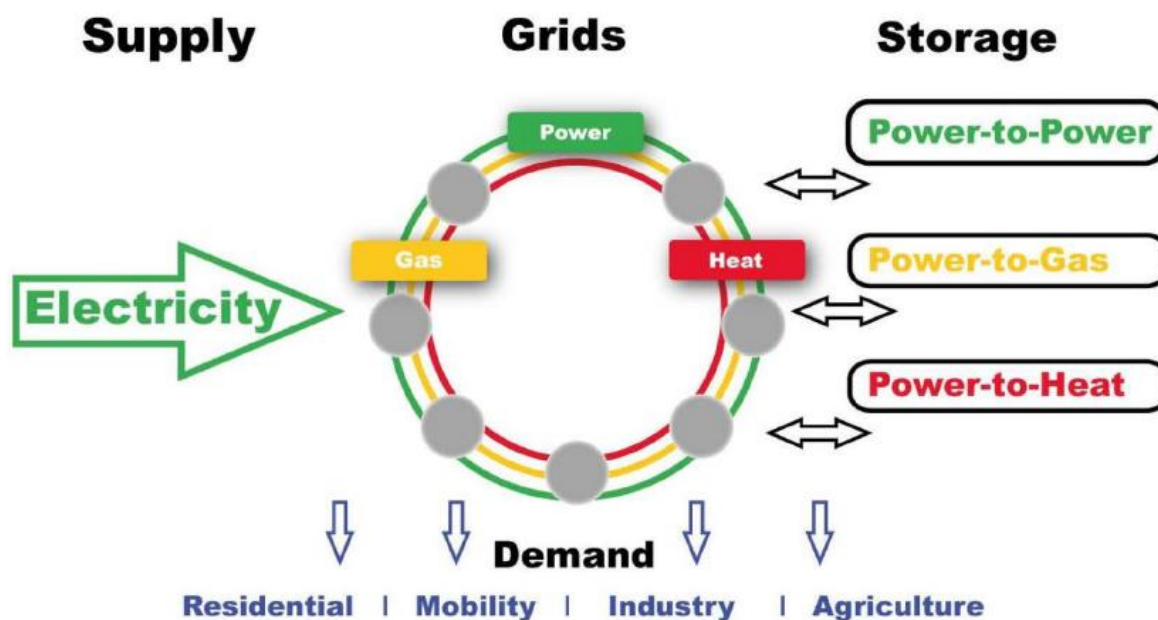 Supply Grids Storage
Power
Power-to-Power
Gas
Heat
Power-to-Gas
Electricity
Power-to-Heat
Demand
Residential | Mobility | Industry | Agriculture